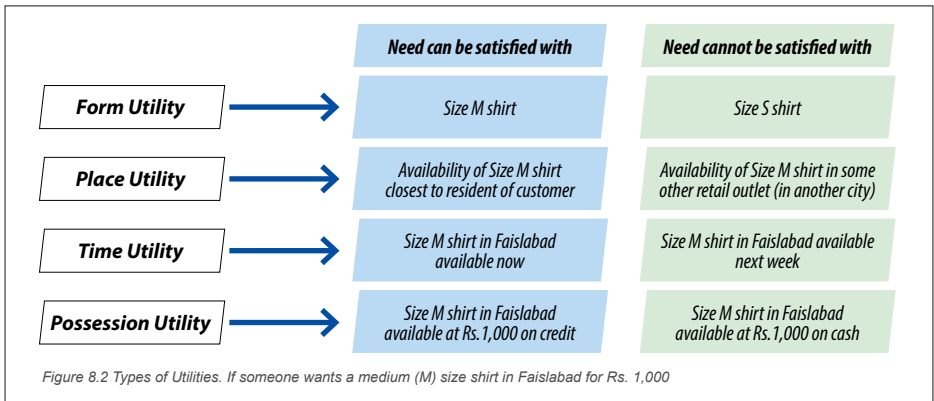 Need can be satisfied with
Need cannot be satisfied with
Form Utility
Size M shirt
Size S shirt
Place Utility
Availability of Size M shirt
closest to resident of customer
Availability of Size M shirt in some
other retail outlet (in another city)
Time Utility
Size M shirt in Faislabad
available now
Size M shirt in Faisbad available
next week
Possession Utility
Size M shirt in Faislabad
available at Rs.1,000 on credit
Size M shirt in Faislabad
available at Rs.1,000 on cash
Figure 8.2 Types of Utilities. If someone wants a medium (M) size shirt in Faislabad for Rs. 1,000